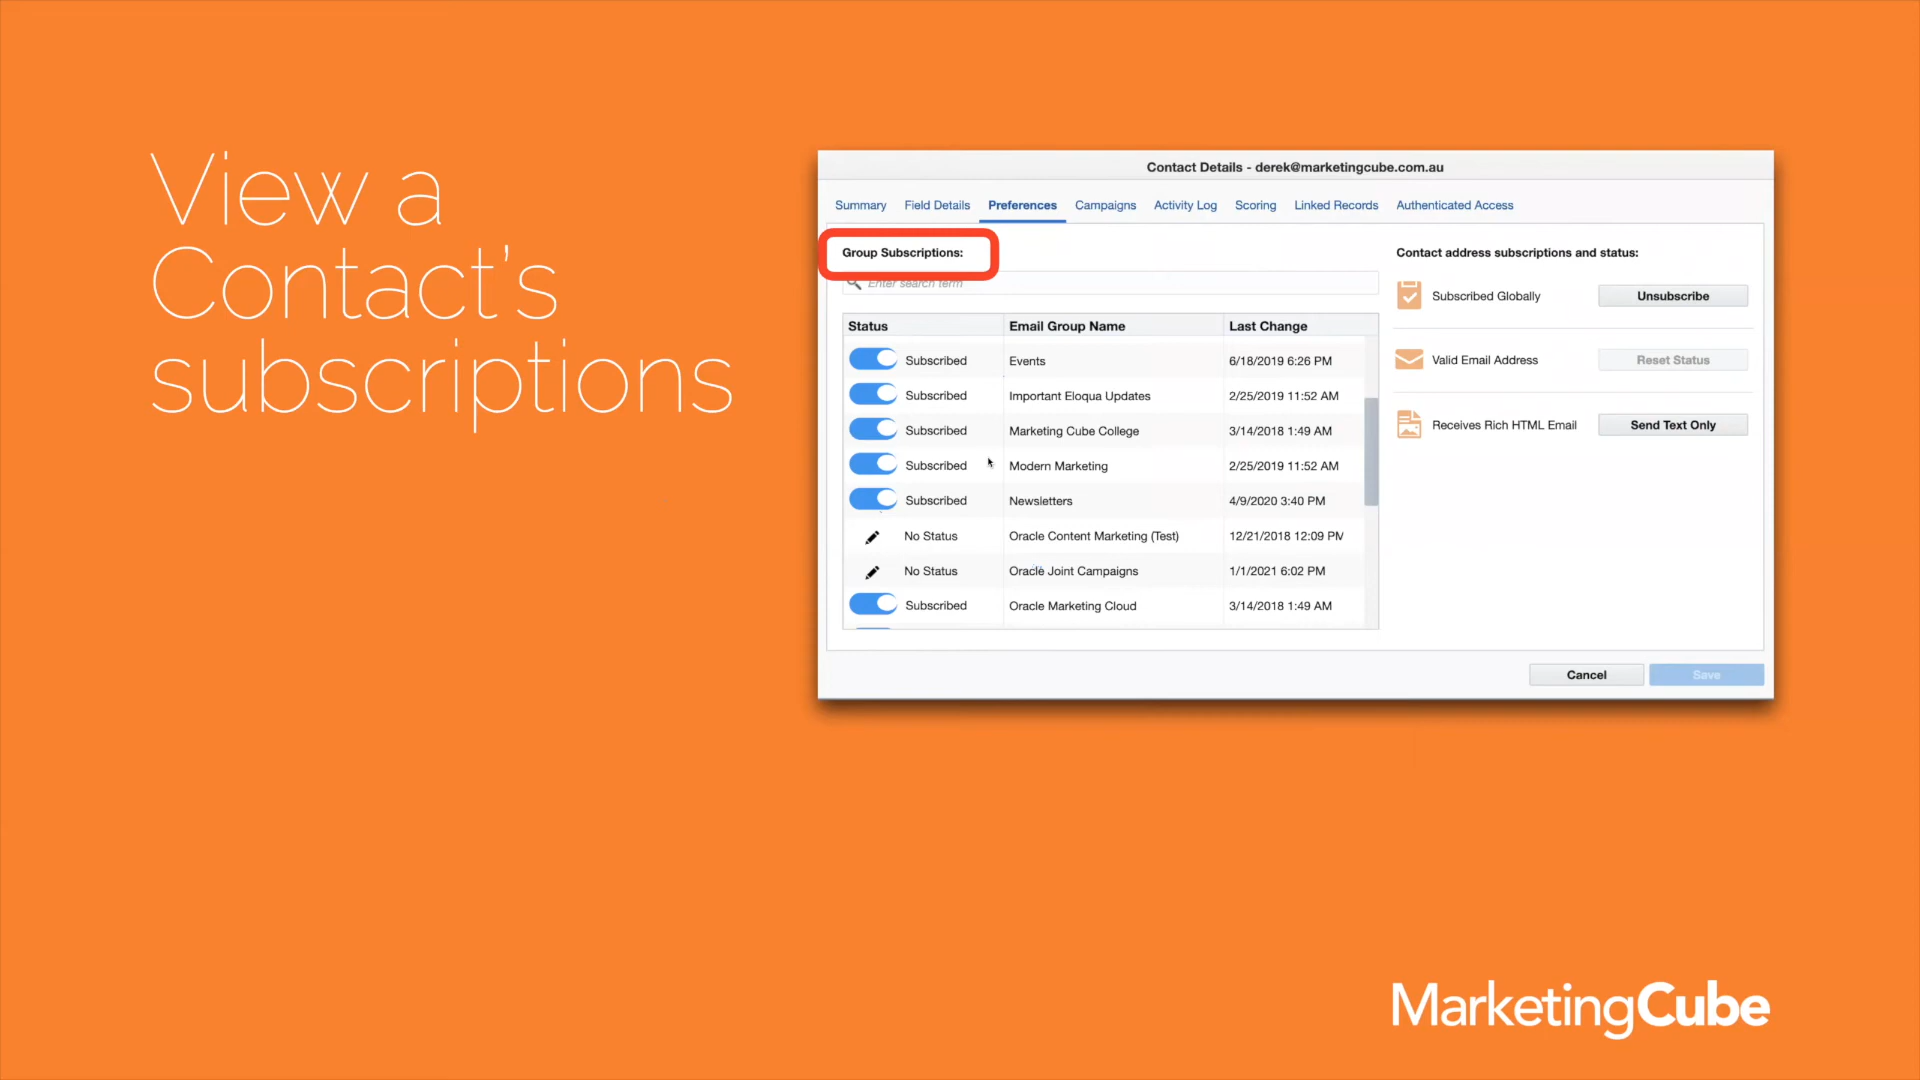 View a
Contact's
subscriptions
Contact Details - derek@marketingcube.com.au
Summary Field Details Preferences Campaigns Activity Log Scoring Linked Records Authenticated Access
Group Subscriptions:
Enter search term
Status Email Group Name Last Change
Subscribed Events 6/18/2019 6:26 PM
Subscribed Important Eloqua Updates 2/25/2019 11:52 AM
Subscribed Marketing Cube College 3/14/2018 1:49 AM
Subscribed Modern Marketing 2/25/2019 11:52 AM
Subscribed Newsletters 4/9/2020 3:40 PM
No Status Oracle Content Marketing (Test) 12/21/2018 12:09 PM
No Status Oracle Joint Campaigns 1/1/2021 6:02 PM
Subscribed Oracle Marketing Cloud 3/14/2018 1:49 AM
Contact address subscriptions and status:
Subscribed Globally Unsubscribe
Valid Email Address Reset Status
Receives Rich HTML Email Send Text Only
Cancel Save
MarketingCube